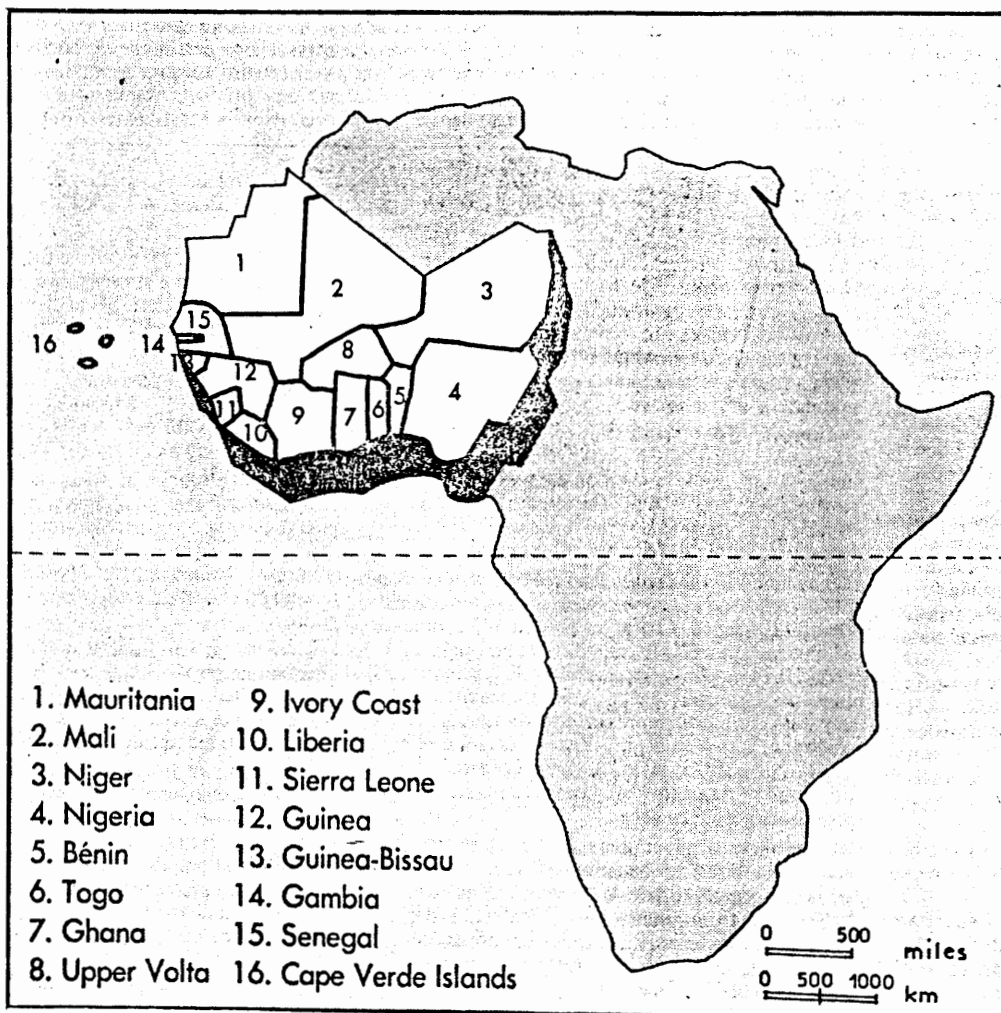 1
2
3
15
16
14
8
13
12
4
5
11
9
7
6
10
1. Mauritania
2. Mali
3. Niger
4. Nigeria
5. Bénin
6. Togo
7. Ghana
8. Upper Volta
9. Ivory Coast
10. Liberia
11. Sierra Leone
12. Guinea
13. Guinea-Bissau
14. Gambia
15. Senegal
16. Cape Verde Islands
0 500 miles
0 500 1000 km